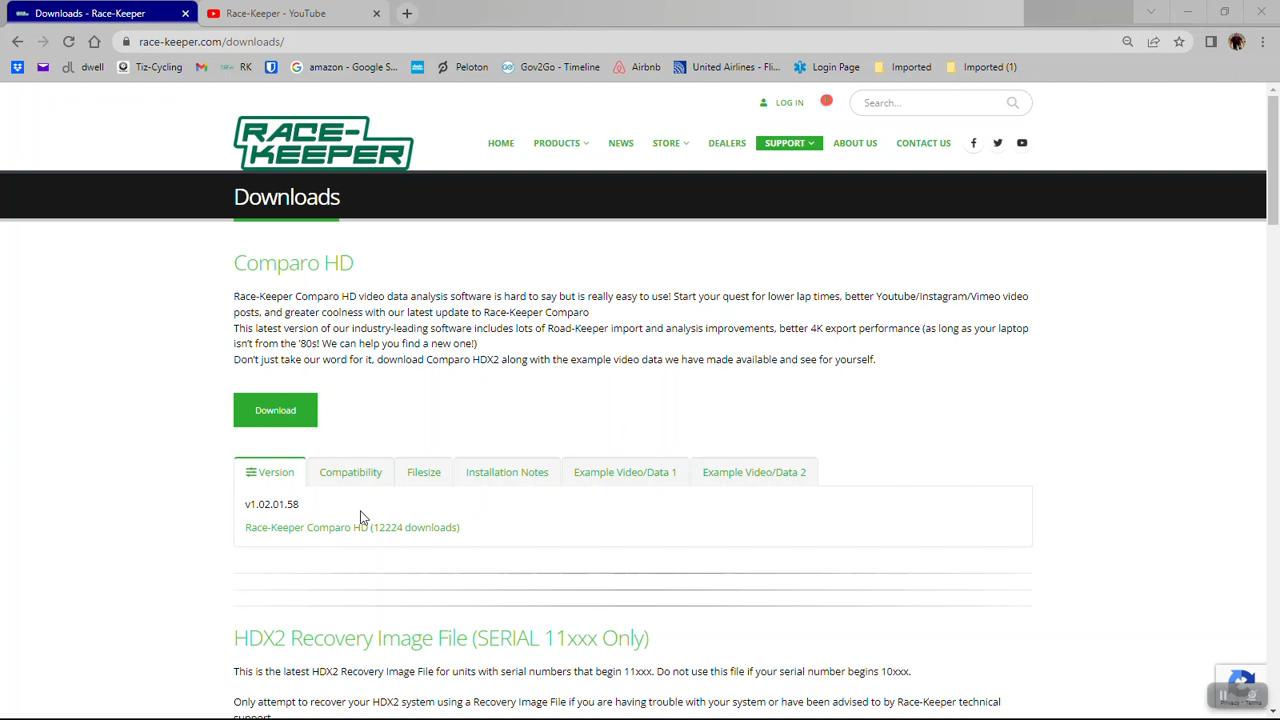 Downloads - Race-Keeper
Race-Keeper - YouTube
race-keeper.com/downloads/
dwell
Tiz-Cycling
RK
amazon - Google S...
Peloton
Gov2Go - Timeline
Airbnb
United Airlines - Fli...
Login Page
Imported
Imported (1)
LOG IN
Search...
RACE-
KEEPER
HOME
PRODUCTS
NEWS
STORE
DEALERS
SUPPORT
ABOUT US
CONTACT US
Downloads
Comparo HD
Race-Keeper Comparo HD video data analysis software is hard to say but is really easy to use! Start your quest for lower lap times, better Youtube/Instagram/Vimeo video
posts, and greater coolness with our latest update to Race-Keeper Comparo
This latest version of our industry-leading software includes lots of Road-Keeper import and analysis improvements, better 4K export performance (as long as your laptop
isn't from the '80s! We can help you find a new one!)
Don't just take our word for it, download Comparo HDX2 along with the example video data we have made available and see for yourself.
Download
Version
Compatibility
Filesize
Installation Notes
Example Video/Data 1
Example Video/Data 2
v1.02.01.58
Race-Keeper Comparo HD (12224 downloads)
HDX2 Recovery Image File (SERIAL 11xxx Only)
This is the latest HDX2 Recovery Image File for units with serial numbers that begin 11xxx. Do not use this file if your serial number begins 10xxx.
Only attempt to recover your HDX2 system using a Recovery Image File if you are having trouble with your system or have been advised to by Race-Keeper technical
support.
Privacy - Terms